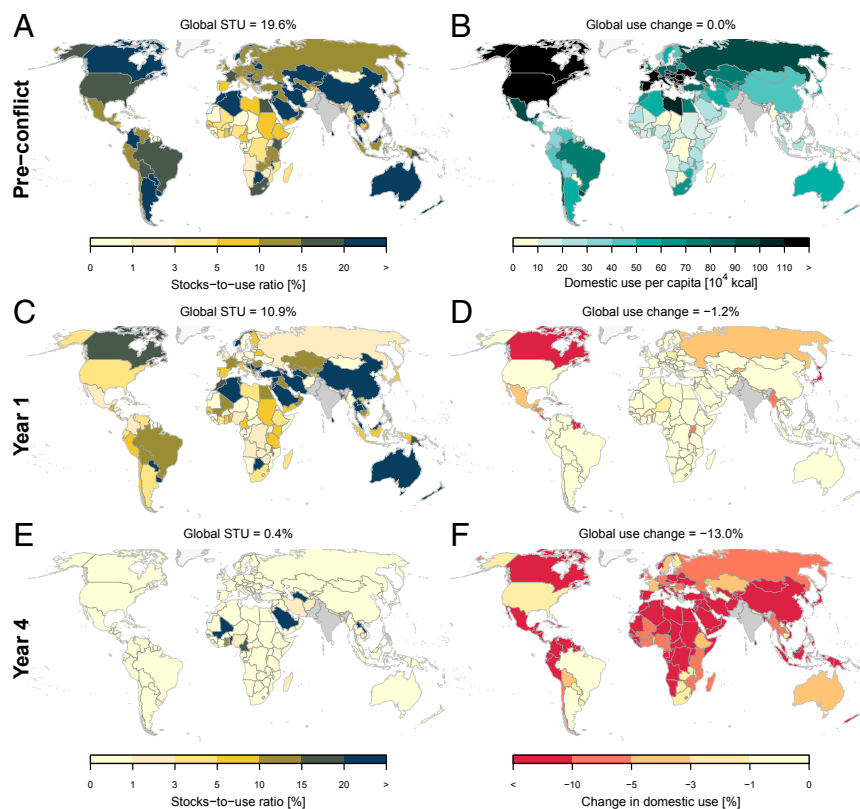 A
Global STU = 19.6%
B
Global use change = 0.0%
Pre−conflict
0 1 3 5 10 15 20 >
Stocks−to−use ratio [%]
0 10 20 30 40 50 60 70 80 90 100 110 >
Domestic use per capita [10⁴ kcal]
C
Global STU = 10.9%
D
Global use change = −1.2%
Year 1
E
Global STU = 0.4%
F
Global use change = −13.0%
Year 4
0 1 3 5 10 15 20 >
Stocks−to−use ratio [%]
< −10 −5 −3 −1 0
Change in domestic use [%]